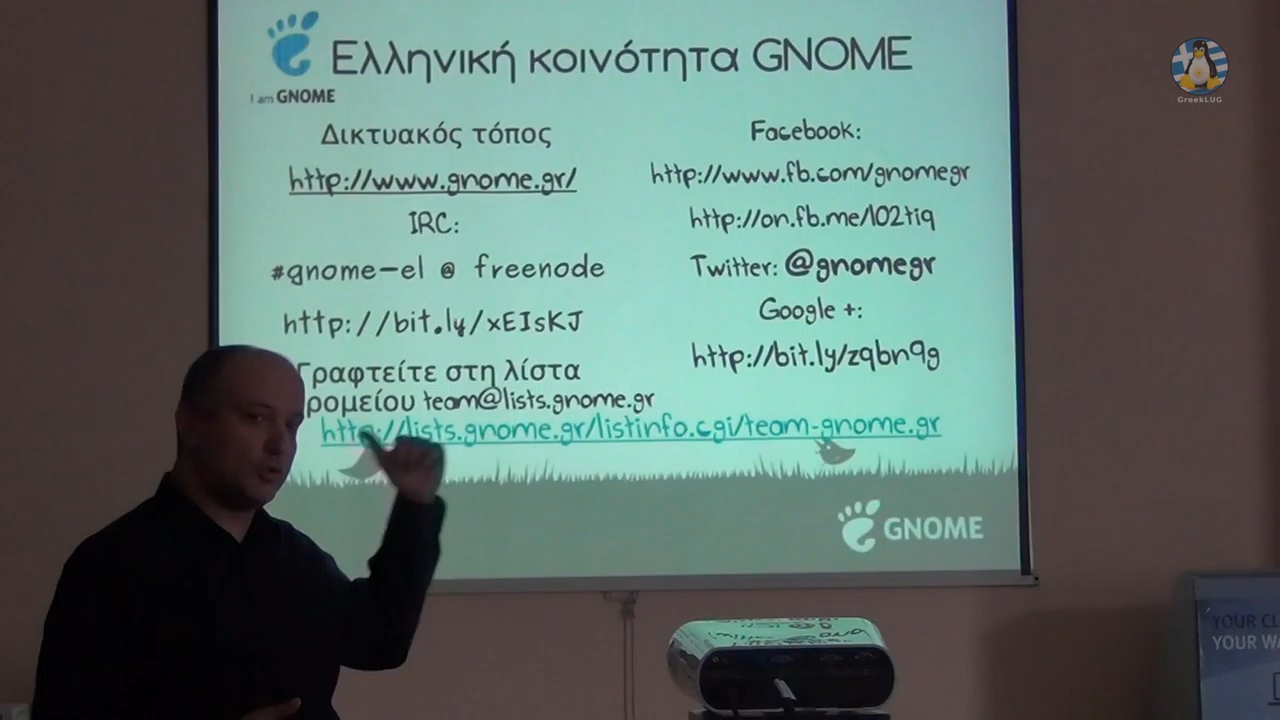 Ελληνική κοινότητα GNOME
I am GNOME
GreekLUG
Δικτυακός τόπος
http://www.gnome.gr/
IRC:
#gnome-el @ freenode
http://bit.ly/xEIsKJ
Γραφτείτε στη λίστα
ρομείου team@lists.gnome.gr
http://lists.gnome.gr/listinfo.cgi/team-gnome.gr
Facebook:
http://www.fb.com/gnomegr
http://on.fb.me/102tiq
Twitter: @gnomegr
Google +:
http://bit.ly/zqbn9g
GNOME
YOUR CL
YOUR WA